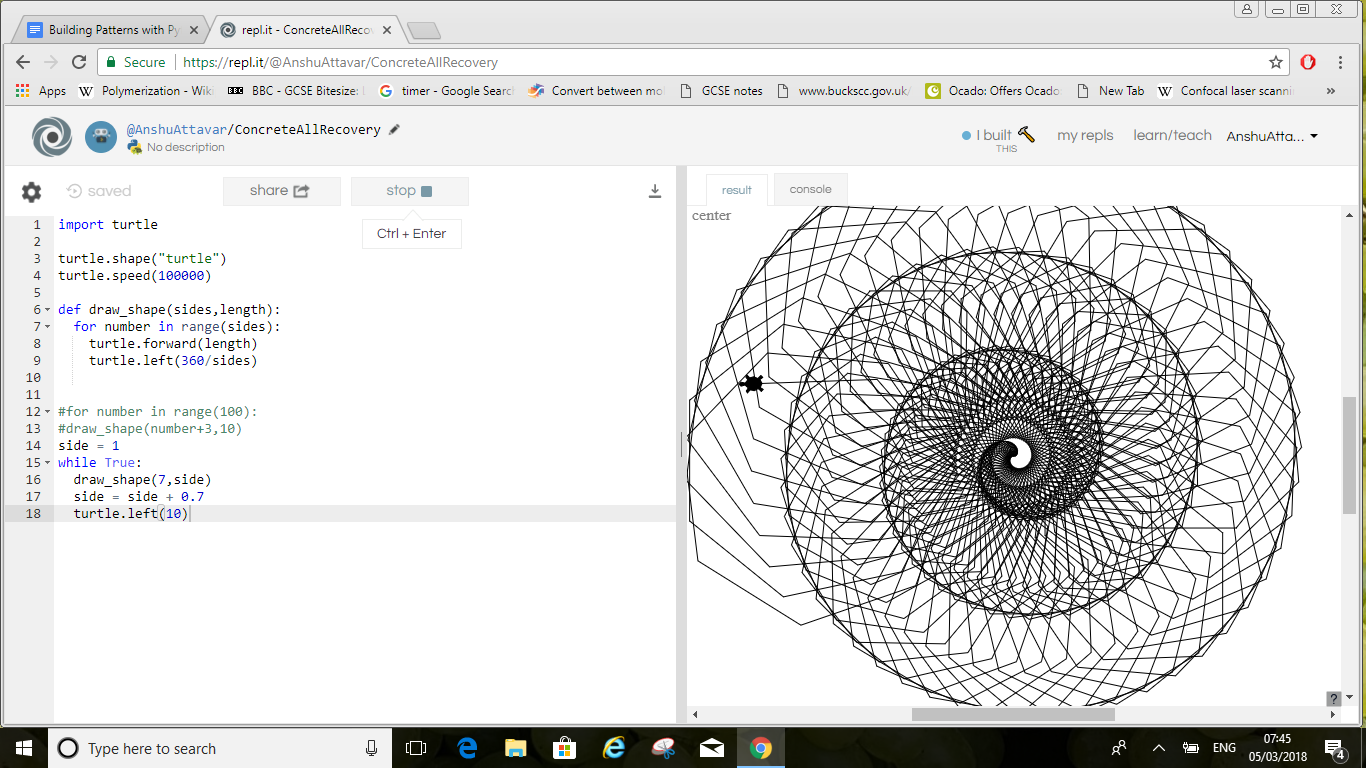 Building Patterns with Py
repl.it - ConcreteAllRecov
Secure
https://repl.it/@AnshuAttavar/ConcreteAllRecovery
Apps
Polymerization - Wiki
BBC - GCSE Bitesize:
timer - Google Search
Convert between mo
GCSE notes
www.buckscc.gov.uk/
Ocado: Offers Ocado
New Tab
Confocal laser scanni
»
@AnshuAttavar/ConcreteAllRecovery
No description
I built
THIS
my repls
learn/teach
AnshuAtta...
saved
share
stop
Ctrl + Enter
result
console
center
1 import turtle
2
3 turtle.shape("turtle")
4 turtle.speed(100000)
5
6 def draw_shape(sides,length):
7 for number in range(sides):
8 turtle.forward(length)
9 turtle.left(360/sides)
10
11
12 #for number in range(100):
13 #draw_shape(number+3,10)
14 side = 1
15 while True:
16 draw_shape(7,side)
17 side = side + 0.7
18 turtle.left(10)
?
Type here to search
ENG
07:45
05/03/2018
4